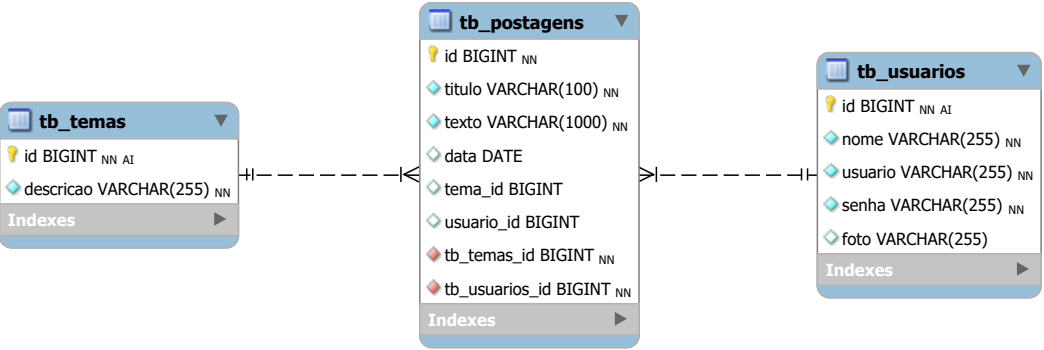 tb_temas
id BIGINT NN AI
descricao VARCHAR(255) NN
Indexes
tb_postagens
id BIGINT NN
titulo VARCHAR(100) NN
texto VARCHAR(1000) NN
data DATE
tema_id BIGINT
usuario_id BIGINT
tb_temas_id BIGINT NN
tb_usuarios_id BIGINT NN
Indexes
tb_usuarios
id BIGINT NN AI
nome VARCHAR(255) NN
usuario VARCHAR(255) NN
senha VARCHAR(255) NN
foto VARCHAR(255)
Indexes